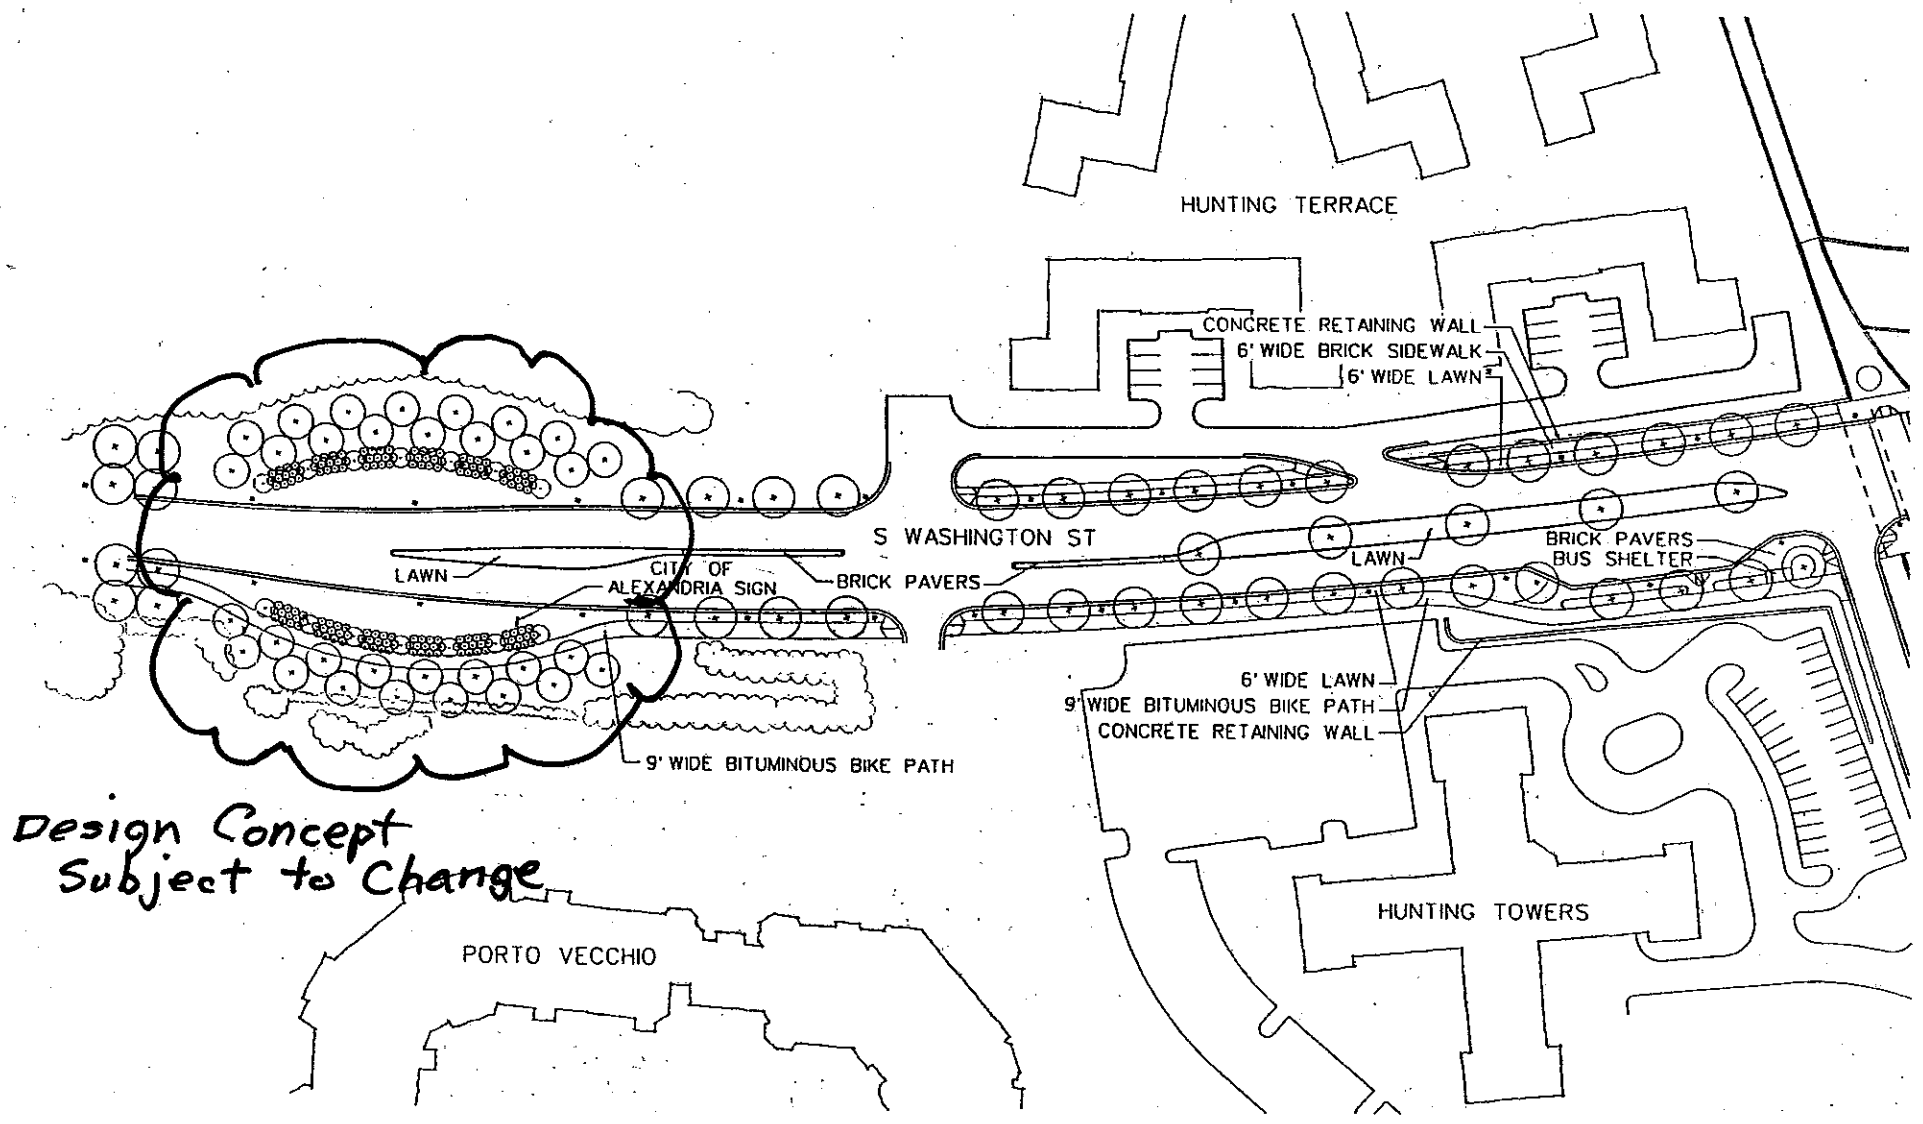 HUNTING TERRACE
CONCRETE RETAINING WALL
6' WIDE BRICK SIDEWALK
6' WIDE LAWN
S WASHINGTON ST
BRICK PAVERS
BUS SHELTER
LAWN
LAWN
CITY OF
ALEXANDRIA SIGN
BRICK PAVERS
6' WIDE LAWN
9' WIDE BITUMINOUS BIKE PATH
CONCRETE RETAINING WALL
9' WIDE BITUMINOUS BIKE PATH
Design Concept
Subject to Change
HUNTING TOWERS
PORTO VECCHIO